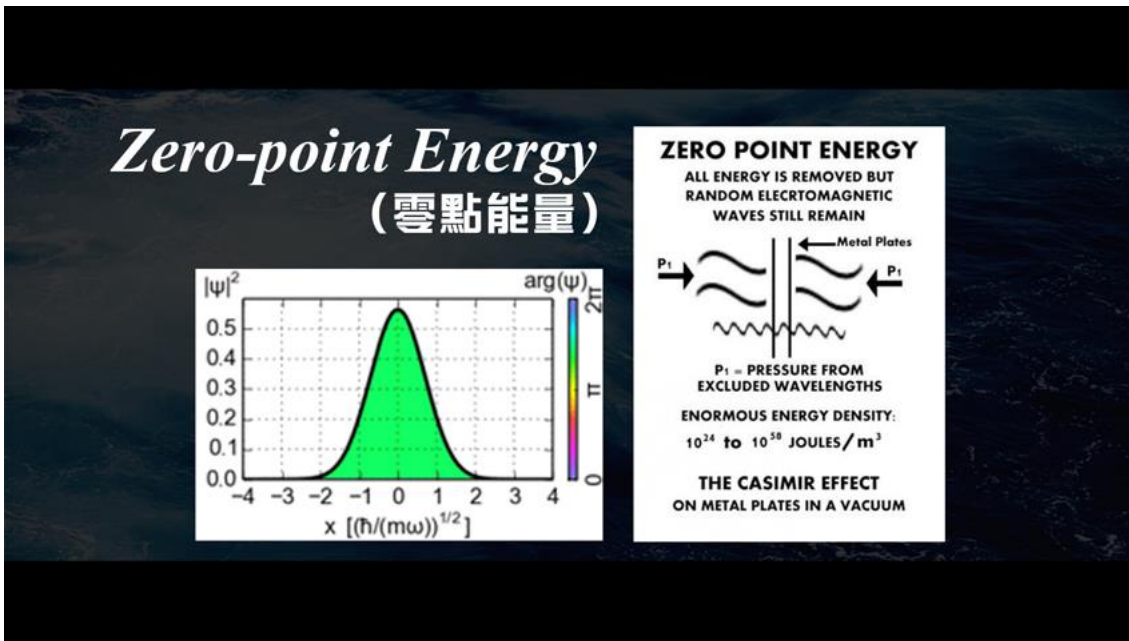 Zero-point Energy
(零點能量)
|ψ|²
arg(ψ)
0.5
0.4
0.3
0.2
0.1
0.0
−4 −3 −2 −1 0 1 2 3 4
x [(ħ/(mω))^1/2]
2π
π
0
ZERO POINT ENERGY
ALL ENERGY IS REMOVED BUT
RANDOM ELECRTOMAGNETIC
WAVES STILL REMAIN
Metal Plates
P₁
P₁
P₁ = PRESSURE FROM
EXCLUDED WAVELENGTHS
ENORMOUS ENERGY DENSITY:
10²⁴ to 10⁵⁸ JOULES/m³
THE CASIMIR EFFECT
ON METAL PLATES IN A VACUUM